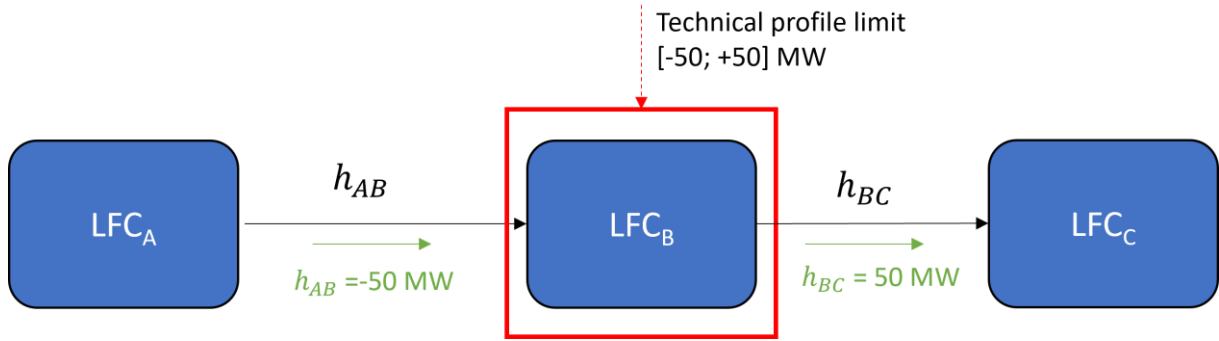 Technical profile limit
[-50; +50] MW
LFC_A
h_AB
h_AB =-50 MW
LFC_B
h_BC
h_BC = 50 MW
LFC_C